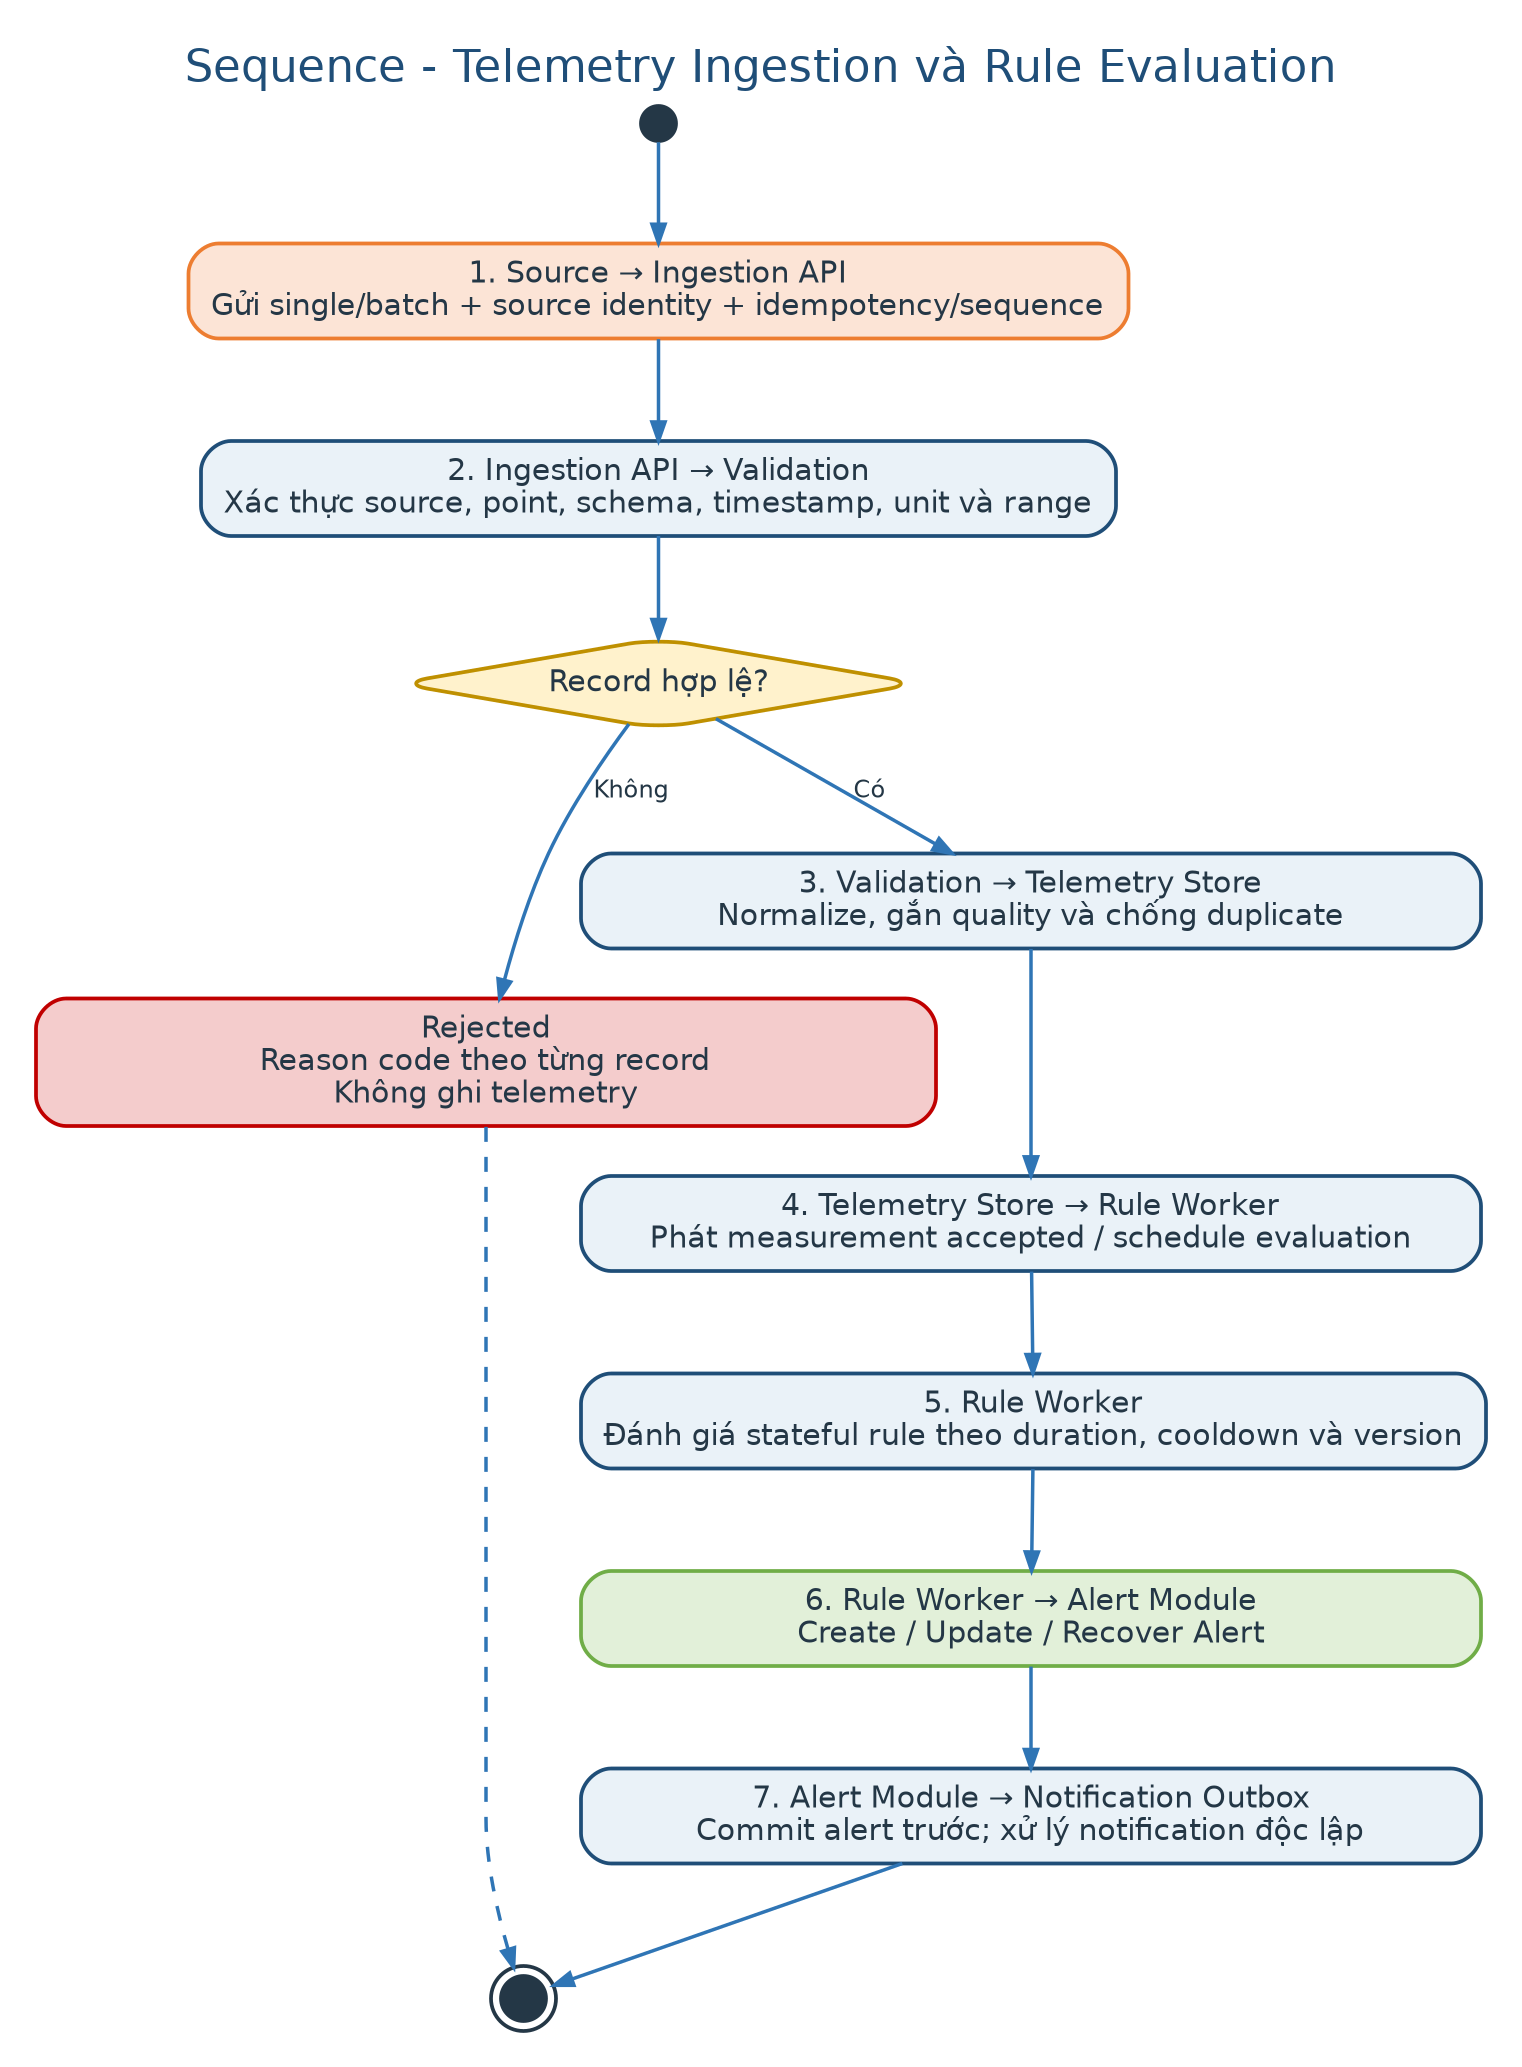 Sequence - Telemetry Ingestion và Rule Evaluation
1. Source → Ingestion API
Gửi single/batch + source identity + idempotency/sequence
2. Ingestion API → Validation
Xác thực source, point, schema, timestamp, unit và range
Record hợp lệ?
Không
Có
3. Validation → Telemetry Store
Normalize, gắn quality và chống duplicate
Rejected
Reason code theo từng record
Không ghi telemetry
4. Telemetry Store → Rule Worker
Phát measurement accepted / schedule evaluation
5. Rule Worker
Đánh giá stateful rule theo duration, cooldown và version
6. Rule Worker → Alert Module
Create / Update / Recover Alert
7. Alert Module → Notification Outbox
Commit alert trước; xử lý notification độc lập